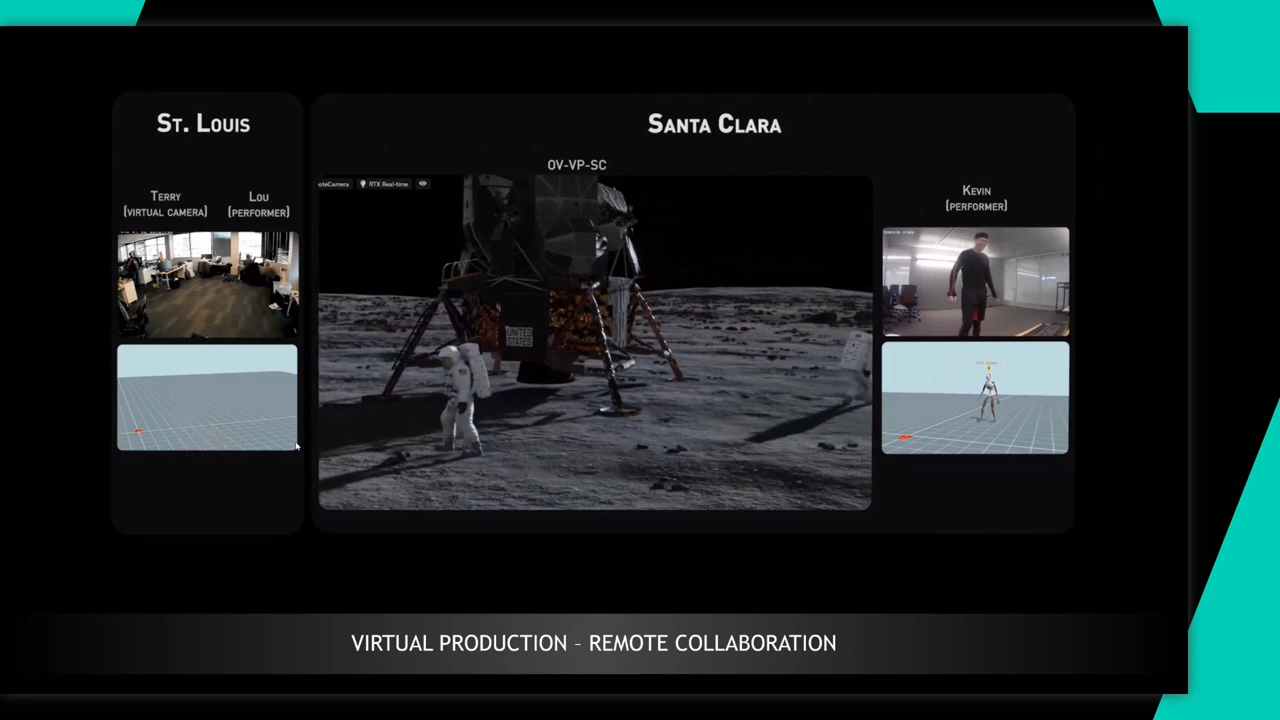 St. Louis
Terry
(virtual camera)
Lou
(performer)
Santa Clara
OV-VP-SC
oteCamera
RTX Real-time
UNITED
STATES
Kevin
(performer)
VIRTUAL PRODUCTION – REMOTE COLLABORATION